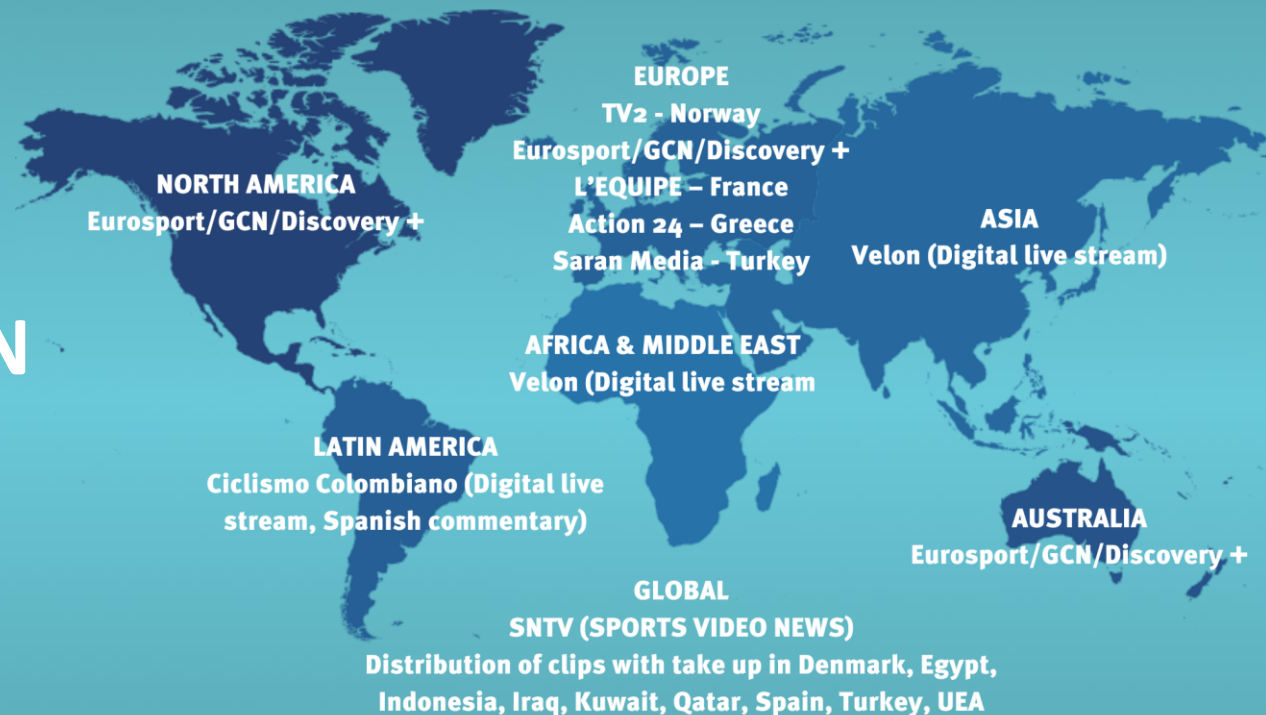 EUROPE
TV2 - Norway
Eurosport/GCN/Discovery +
L'EQUIPE – France
Action 24 – Greece
Saran Media - Turkey
NORTH AMERICA
Eurosport/GCN/Discovery +
ASIA
Velon (Digital live stream)
N
AFRICA & MIDDLE EAST
Velon (Digital live stream
LATIN AMERICA
Ciclismo Colombiano (Digital live
stream, Spanish commentary)
AUSTRALIA
Eurosport/GCN/Discovery +
GLOBAL
SNTV (SPORTS VIDEO NEWS)
Distribution of clips with take up in Denmark, Egypt,
Indonesia, Iraq, Kuwait, Qatar, Spain, Turkey, UEA